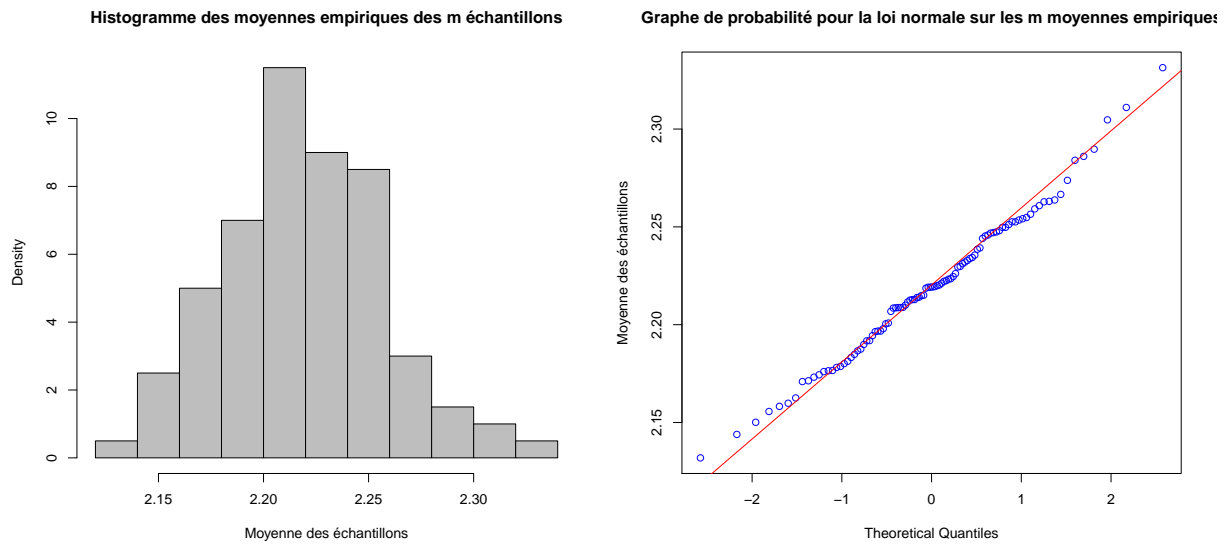 Histogramme des moyennes empiriques des m échantillons
Density
0 2 4 6 8 10
2.15 2.20 2.25 2.30
Moyenne des échantillons
Graphe de probabilité pour la loi normale sur les m moyennes empiriques
Moyenne des échantillons
2.15 2.20 2.25 2.30
−2 −1 0 1 2
Theoretical Quantiles